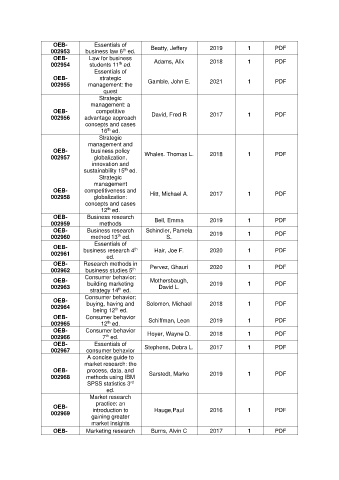 OEB-
002953
Essentials of
business law 6th ed.
Beatty, Jeffery
2019
1
PDF
OEB-
002954
Law for business
students 11th ed.
Adams, Alix
2018
1
PDF
OEB-
002955
Essentials of
strategic
management: the
quest
Gamble, John E.
2021
1
PDF
OEB-
002956
Strategic
management: a
competitive
advantage approach
concepts and cases
16th ed.
David, Fred R
2017
1
PDF
OEB-
002957
Strategic
management and
business policy
globalization,
innovation and
sustainability 15th ed.
Whalea. Thomas L.
2018
1
PDF
OEB-
002958
Strategic
management
competitiveness and
globalization:
concepts and cases
12th ed.
Hitt, Michael A.
2017
1
PDF
OEB-
002959
Business research
methods
Bell, Emma
2019
1
PDF
OEB-
002960
Business research
method 13th ed.
Schindler, Pamela
S.
2019
1
PDF
OEB-
002961
Essentials of
business research 4th
ed.
Hair, Joe F.
2020
1
PDF
OEB-
002962
Research methods in
business studies 5th
Pervez, Ghauri
2020
1
PDF
OEB-
002963
Consumer behavior:
building marketing
strategy 14th ed.
Mothersbaugh,
David L.
2019
1
PDF
OEB-
002964
Consumer behavior:
buying, having and
being 12th ed.
Solomon, Michael
2018
1
PDF
OEB-
002965
Consumer behavior
12th ed.
Schiffman, Leon
2019
1
PDF
OEB-
002966
Consumer behavior
7th ed.
Hoyer, Wayne D.
2018
1
PDF
OEB-
002967
Essentials of
consumer behavior
Stephens, Debra L.
2017
1
PDF
OEB-
002968
A concise guide to
market research: the
process, data, and
methods using IBM
SPSS statistics 3rd
ed.
Sarstedt, Marko
2019
1
PDF
OEB-
002969
Market research
practice: an
introduction to
gaining greater
market insights
Hauge,Paul
2016
1
PDF
OEB-
Marketing research
Burns, Alvin C
2017
1
PDF